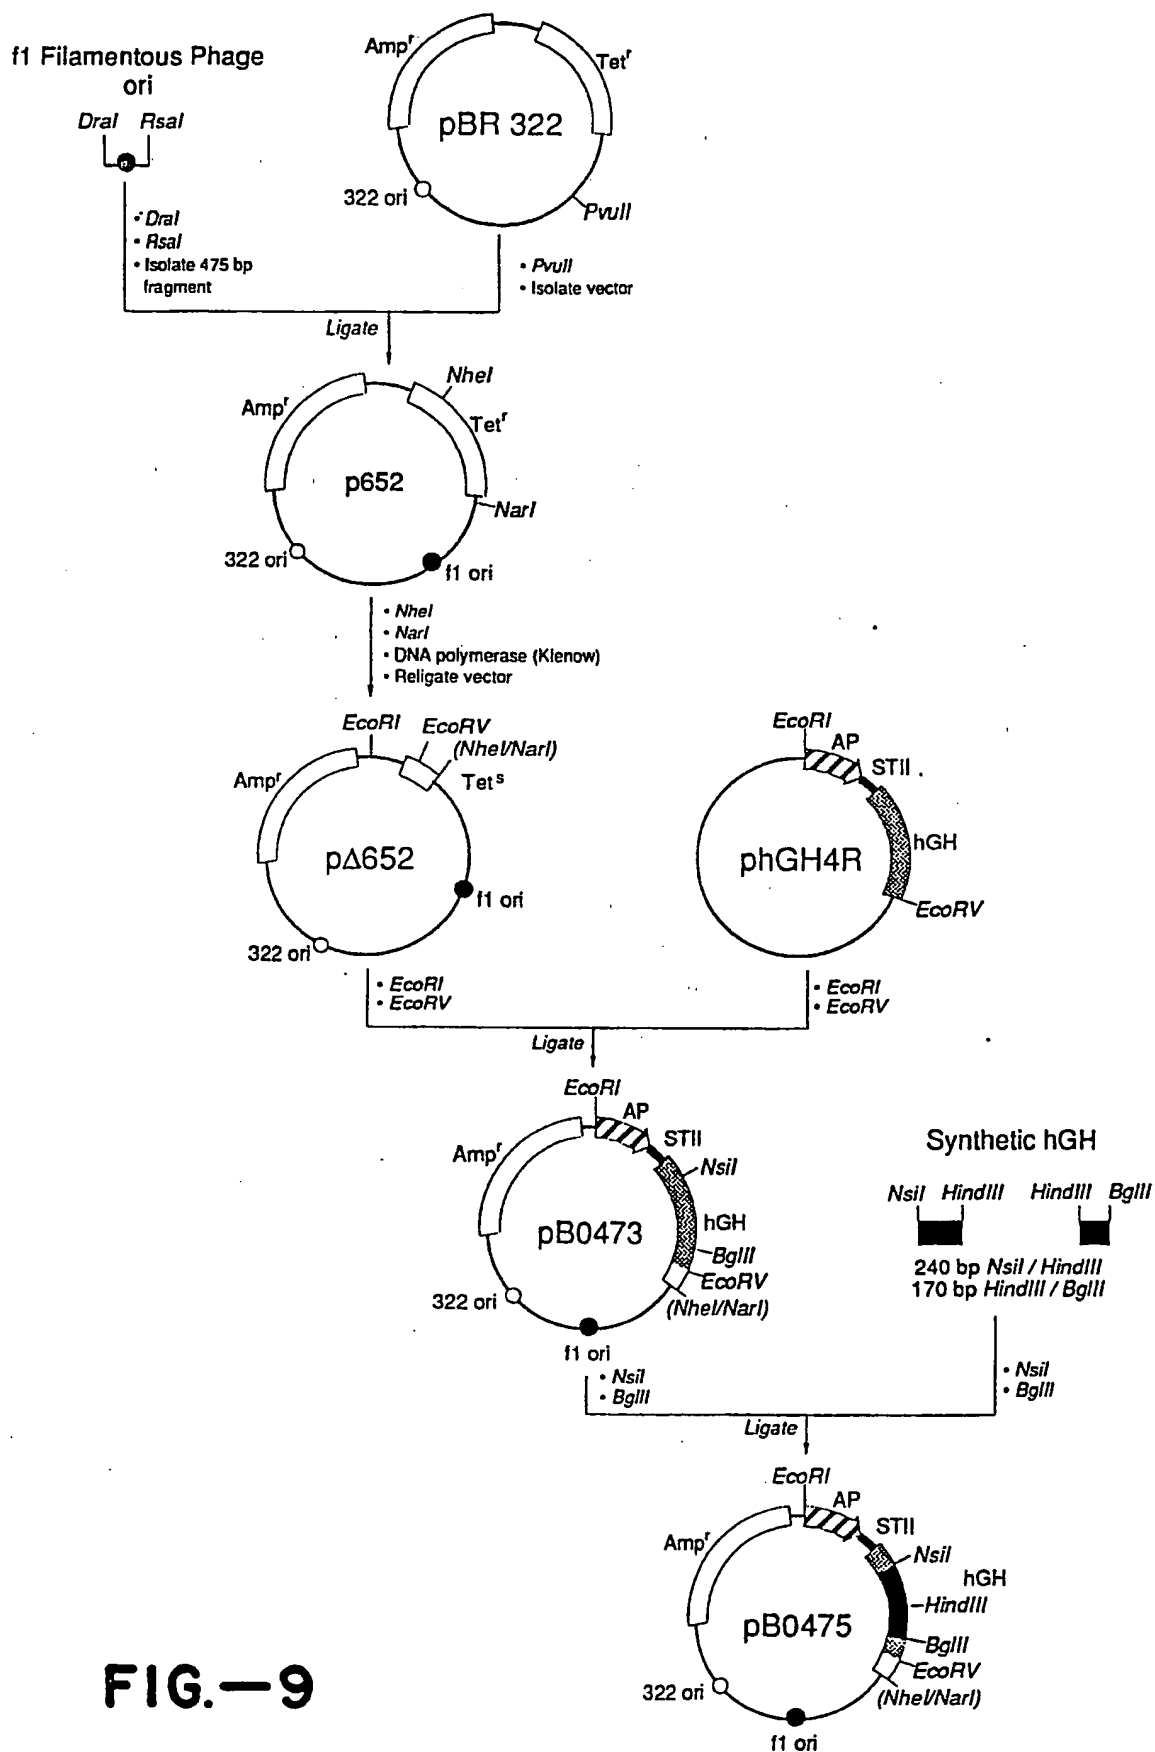 f1 Filamentous Phage
ori
DraI RsaI
• DraI
• RsaI
• Isolate 475 bp
fragment
Ampʳ
Tetʳ
pBR 322
322 ori
PvuII
• PvuII
• Isolate vector
Ligate
NheI
Ampʳ
Tetʳ
p652
NarI
322 ori
f1 ori
• NheI
• NarI
• DNA polymerase (Klenow)
• Religate vector
EcoRI
EcoRV
(NheI/NarI)
Ampʳ
Tet ˢ
pΔ652
f1 ori
322 ori
• EcoRI
• EcoRV
EcoRI
AP
STII
hGH
phGH4R
EcoRV
• EcoRI
• EcoRV
Ligate
EcoRI
AP
STII
Ampʳ
NsiI
hGH
pB0473
BglII
EcoRV
(NheI/NarI)
322 ori
f1 ori
• NsiI
• BglII
Synthetic hGH
NsiI HindIII HindIII BglII
240 bp NsiI / HindIII
170 bp HindIII / BglII
• NsiI
• BglII
Ligate
EcoRI
AP
STII
Ampʳ
NsiI
hGH
HindIII
pB0475
BglII
EcoRV
(NheI/NarI)
322 ori
f1 ori
FIG.—9